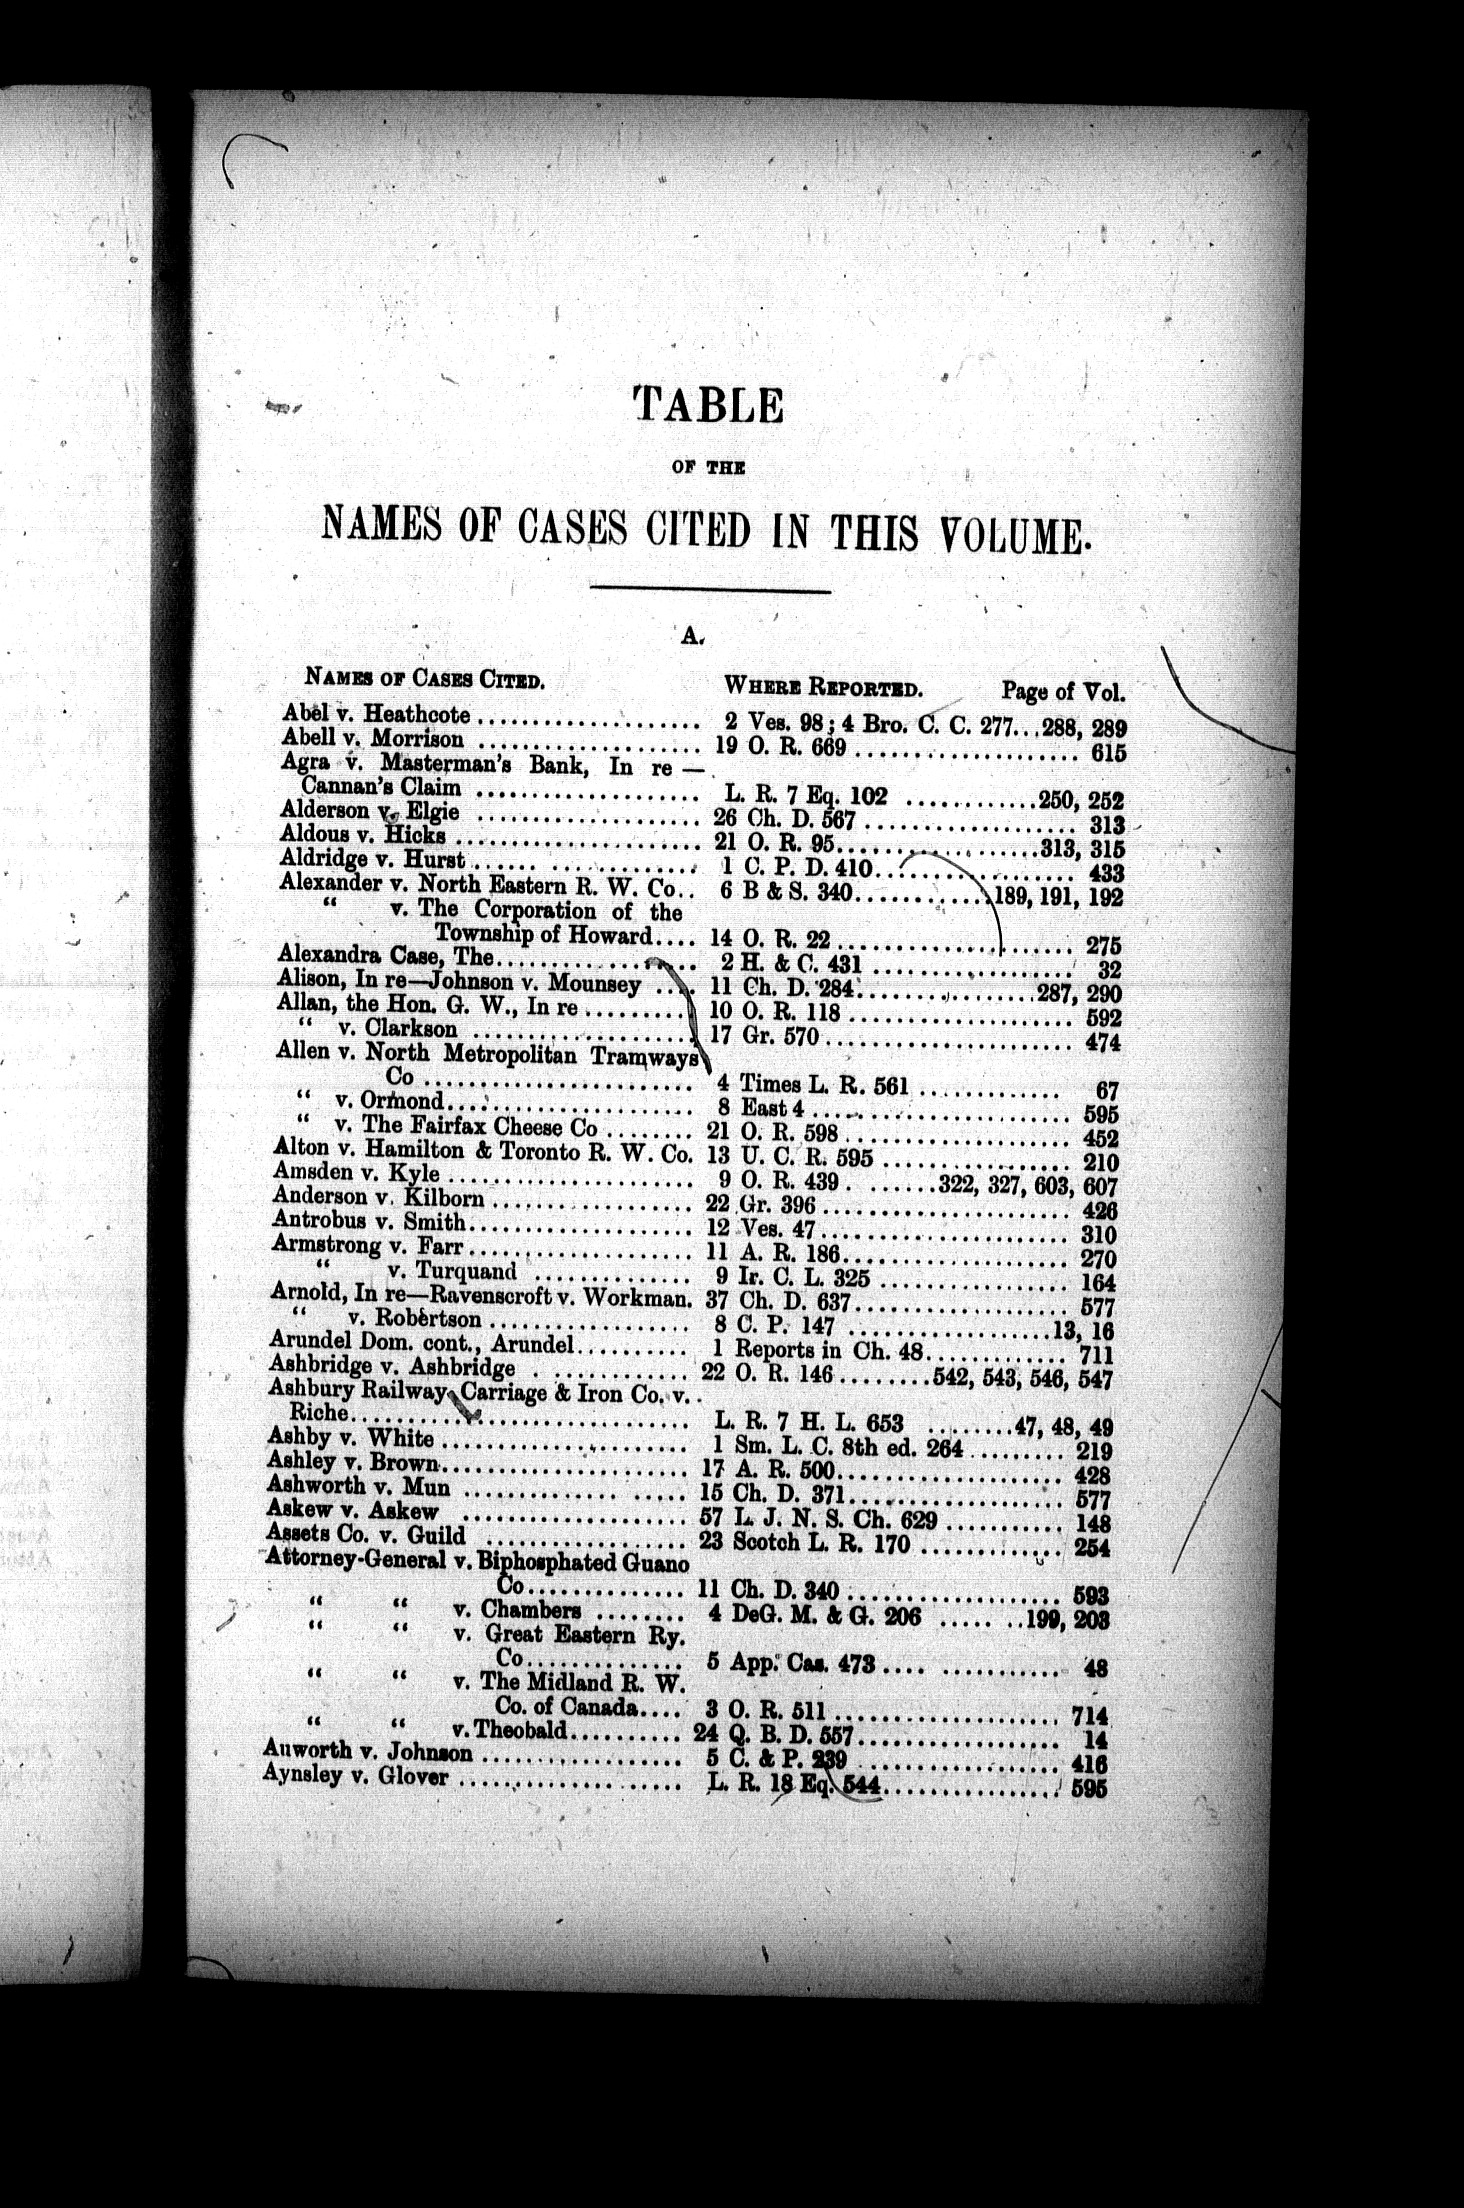 TABLE
OF THE
NAMES OF CASES CITED IN THIS VOLUME.
A.
NAMES OF CASES CITED. WHERE REPORTED. Page of Vol.
Abel v. Heathcote .................... 2 Ves. 98; 4 Bro. C. C. 277...288, 289
Abell v. Morrison .................... 19 O. R. 669 .................... 615
Agra v. Masterman's Bank, In re —
Cannan's Claim .................... L. R. 7 Eq. 102 ............250, 252
Alderson v. Elgie .................... 26 Ch. D. 567 ................... 313
Aldous v. Hicks ...................... 21 O. R. 95..................313, 315
Aldridge v. Hurst .................... 1 C. P. D. 410.................. 433
Alexander v. North Eastern R. W. Co.. 6 B & S. 340............189, 191, 192
“ v. The Corporation of the
Township of Howard.... 14 O. R. 22 ..................... 275
Alexandra Case, The.................. 2 H. & C. 431 .................. 32
Alison, In re—Johnson v. Mounsey .... 11 Ch. D. 284................287, 290
Allan, the Hon. G. W., In re .......... 10 O. R. 118 .................... 592
“ v. Clarkson .................... 17 Gr. 570 ...................... 474
Allen v. North Metropolitan Tramways
Co ........................ 4 Times L. R. 561 ............. 67
“ v. Ormond...................... 8 East 4 ....................... 595
“ v. The Fairfax Cheese Co ........ 21 O. R. 598 .................... 452
Alton v. Hamilton & Toronto R. W. Co. 13 U. C. R. 595 ................. 210
Amsden v. Kyle ...................... 9 O. R. 439 . .......322, 327, 603, 607
Anderson v. Kilborn .................. 22 Gr. 396 ...................... 426
Antrobus v. Smith.................... 12 Ves. 47 ...................... 310
Armstrong v. Farr .................... 11 A. R. 186.................... 270
“ v. Turquand .............. 9 Ir. C. L. 325 ................. 164
Arnold, In re—Ravenscroft v. Workman. 37 Ch. D. 637................... 577
“ v. Robertson .................. 8 C. P. 147 ..................13, 16
Arundel Dom. cont., Arundel.......... 1 Reports in Ch. 48............. 711
Ashbridge v. Ashbridge . ............ 22 O. R. 146 ........542, 543, 546, 547
Ashbury Railway Carriage & Iron Co. v.
Riche.............................. L. R. 7 H. L. 653 ..........47, 48, 49
Ashby v. White ...................... 1 Sm. L. C. 8th ed. 264 ......... 219
Ashley v. Brown...................... 17 A. R. 500.................... 428
Ashworth v. Mun .............. ..... 15 Ch. D. 371................... 577
Askew v. Askew .................... 57 L. J. N. S. Ch. 629 ........... 148
Assets Co. v. Guild .................. 23 Scotch L. R. 170 ............. 254
Attorney-General v. Biphosphated Guano
Co.............. 11 Ch. D. 340 ................... 593
“ “ v. Chambers ........ 4 DeG. M. & G. 206 ..... ..199, 203
“ “ v. Great Eastern Ry.
Co.............. 5 App. Cas. 473 .... ........... 48
“ “ v. The Midland R. W.
Co. of Canada.... 3 O. R. 511 .................... 714
“ “ v. Theobald.......... 24 Q. B. D. 557.................. 14
Auworth v. Johnson .................. 5 C. & P. 239 .................. 416
Aynsley v. Glover .................... L. R. 18 Eq. 544................ 595